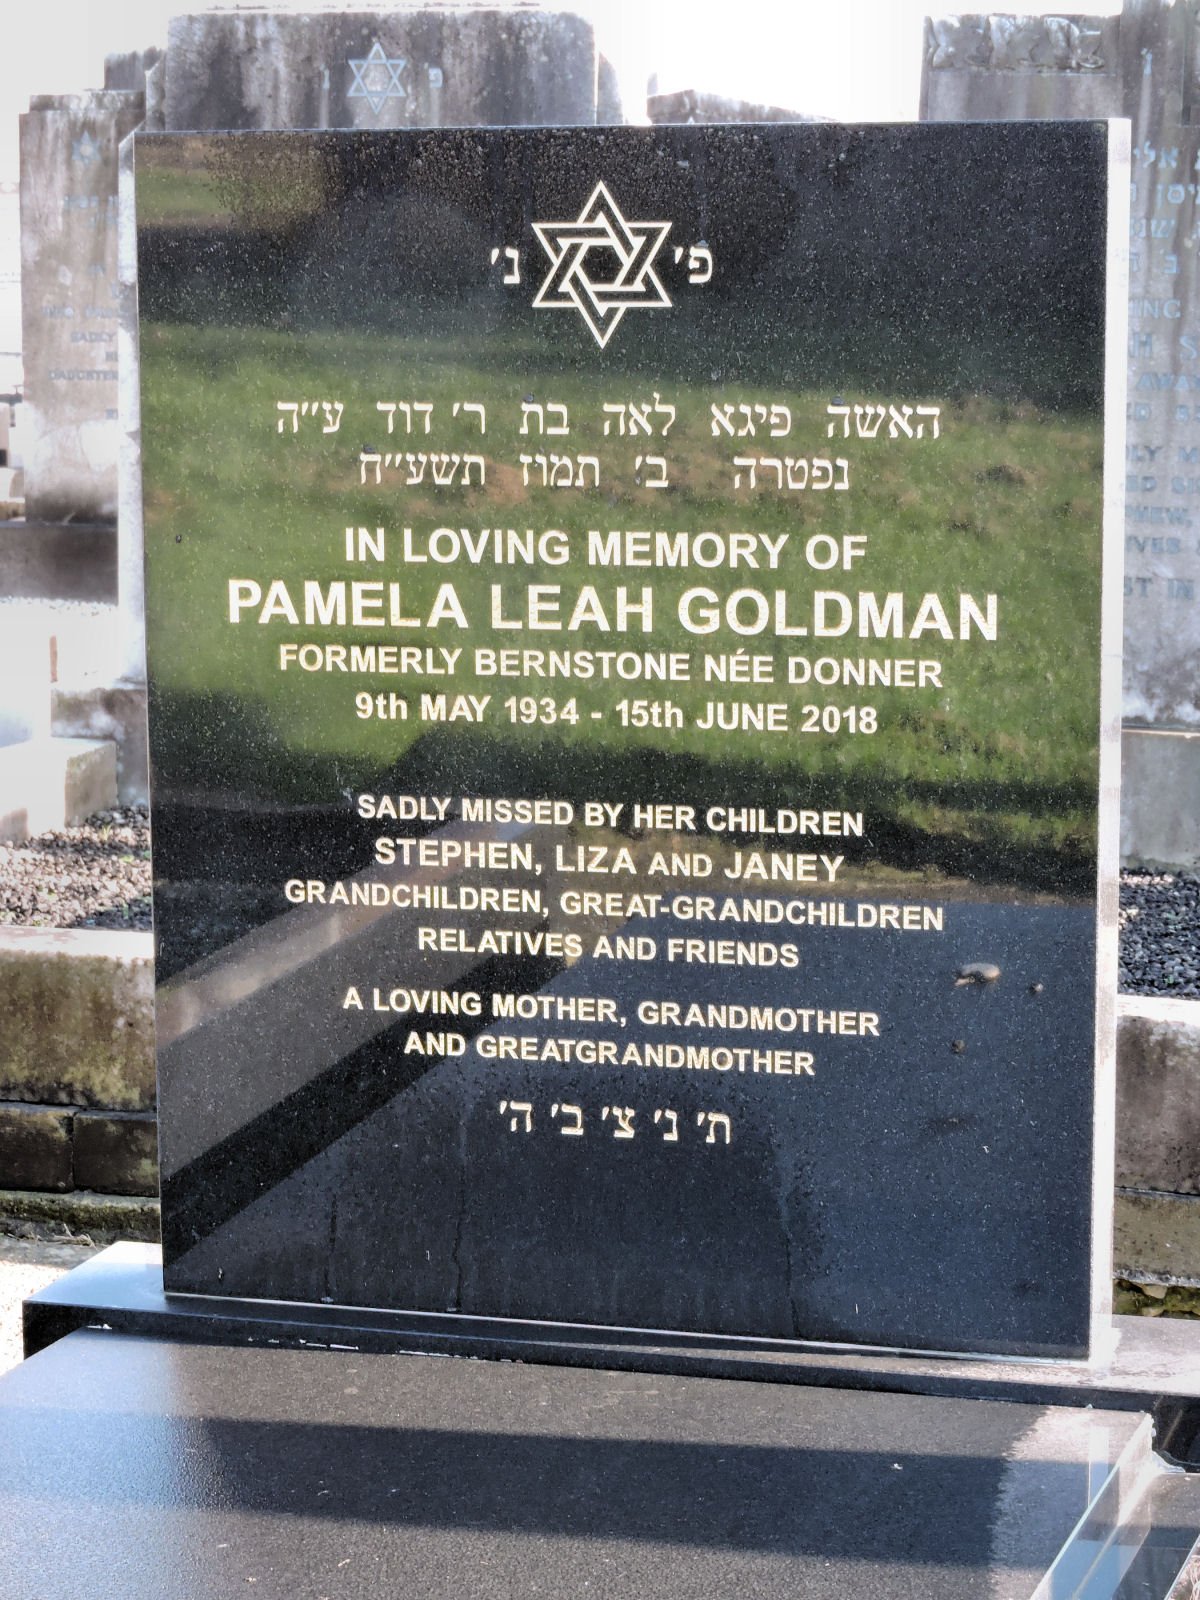 פ׳ נ׳
האשה פיגא לאה בת ר׳ דוד ע״ה
נפטרה ב׳ תמוז תשע״ח
IN LOVING MEMORY OF
PAMELA LEAH GOLDMAN
FORMERLY BERNSTONE NÉE DONNER
9th MAY 1934 - 15th JUNE 2018
SADLY MISSED BY HER CHILDREN
STEPHEN, LIZA AND JANEY
GRANDCHILDREN, GREAT-GRANDCHILDREN
RELATIVES AND FRIENDS
A LOVING MOTHER, GRANDMOTHER
AND GREATGRANDMOTHER
ת׳ נ׳ צ׳ ב׳ ה׳